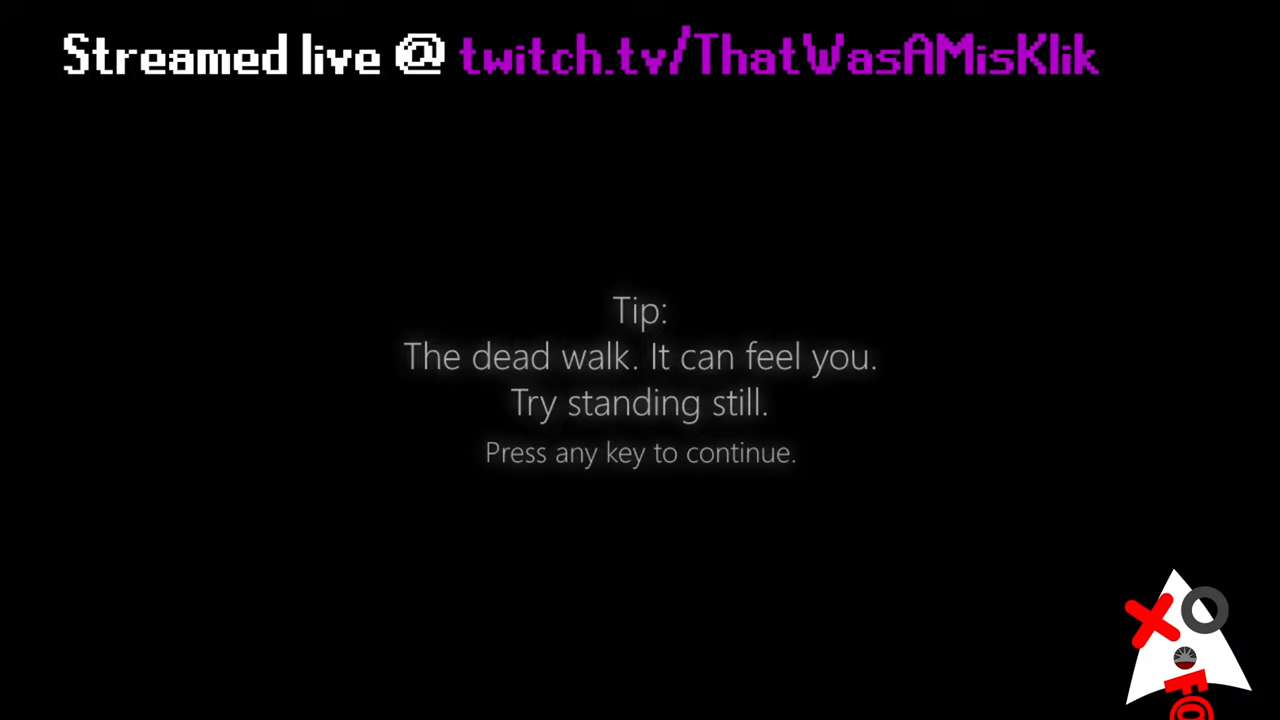 Streamed live @ twitch.tv/ThatWasAMisKlik
Tip:
The dead walk. It can feel you.
Try standing still.
Press any key to continue.